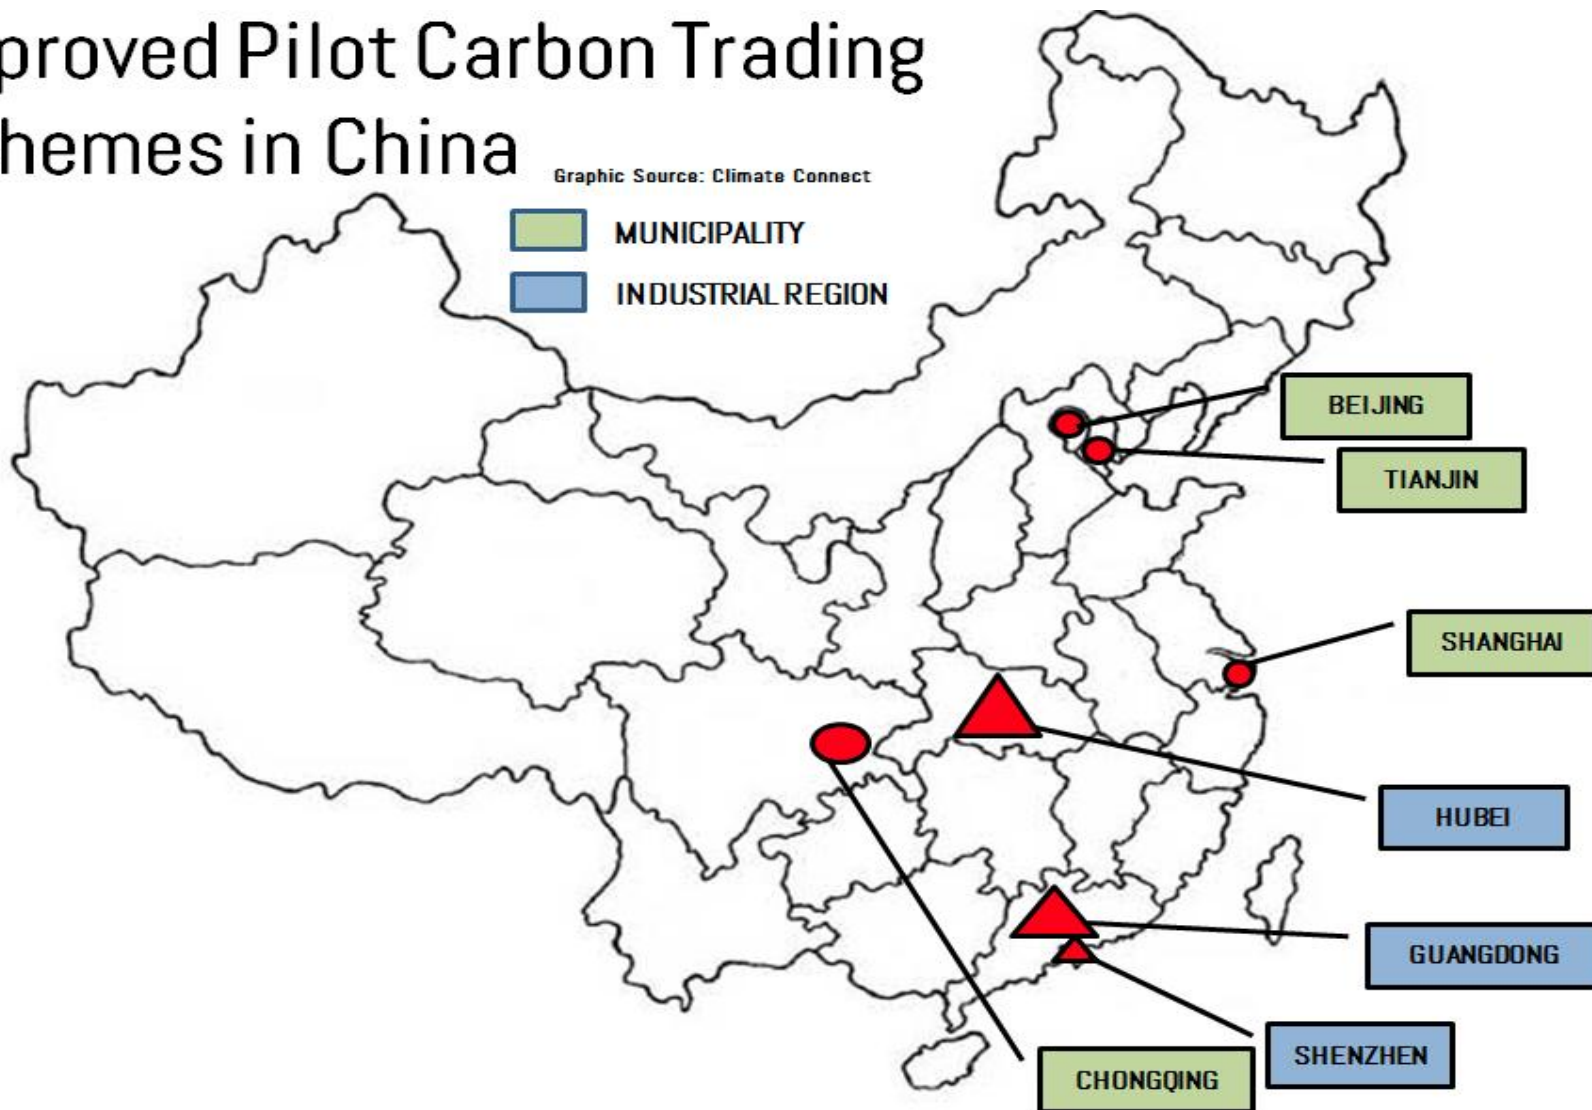 proved Pilot Carbon Trading
hemes in China
Graphic Source: Climate Connect
MUNICIPALITY
INDUSTRIAL REGION
BEIJING
TIANJIN
SHANGHAI
HUBEI
GUANGDONG
SHENZHEN
CHONGQING